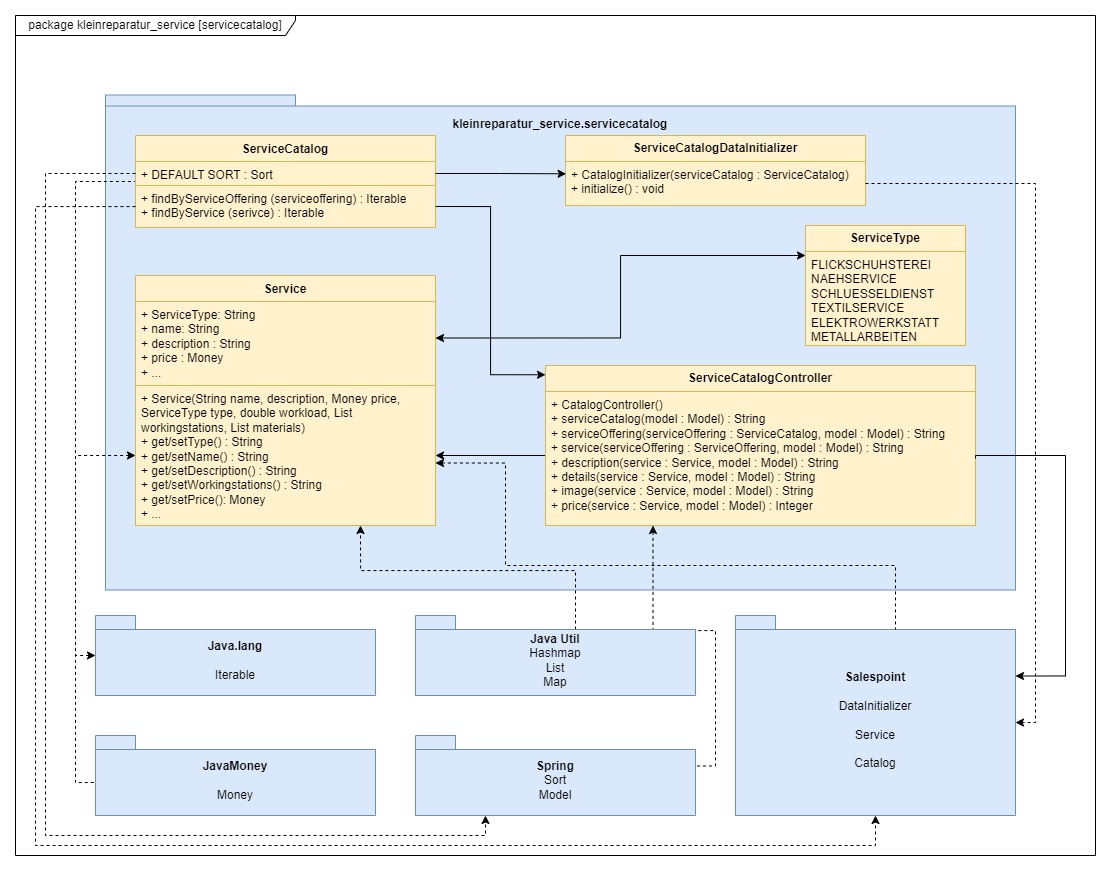 package kleinreparatur_service [servicecatalog]
kleinreparatur_service.servicecatalog
ServiceCatalog
+ DEFAULT SORT : Sort
+ findByServiceOffering (serviceoffering) : Iterable
+ findByService (serivce) : Iterable
ServiceCatalogDataInitializer
+ CatalogInitializer(serviceCatalog : ServiceCatalog)
+ initialize() : void
ServiceType
FLICKSCHUHSTEREI
NAEHSERVICE
SCHLUESSELDIENST
TEXTILSERVICE
ELEKTROWERKSTATT
METALLARBEITEN
Service
+ ServiceType: String
+ name: String
+ description : String
+ price : Money
+ ...
+ Service(String name, description, Money price,
ServiceType type, double workload, List
workingstations, List materials)
+ get/setType() : String
+ get/setName() : String
+ get/setDescription() : String
+ get/setWorkingstations() : String
+ get/setPrice(): Money
+ ...
ServiceCatalogController
+ CatalogController()
+ serviceCatalog(model : Model) : String
+ serviceOffering(serviceOffering : ServiceCatalog, model : Model) : String
+ service(serviceOffering : ServiceOffering, model : Model) : String
+ description(service : Service, model : Model) : String
+ details(service : Service, model : Model) : String
+ image(service : Service, model : Model) : String
+ price(service : Service, model : Model) : Integer
Java.lang
Iterable
Java Util
Hashmap
List
Map
Salespoint
DataInitializer
Service
Catalog
JavaMoney
Money
Spring
Sort
Model